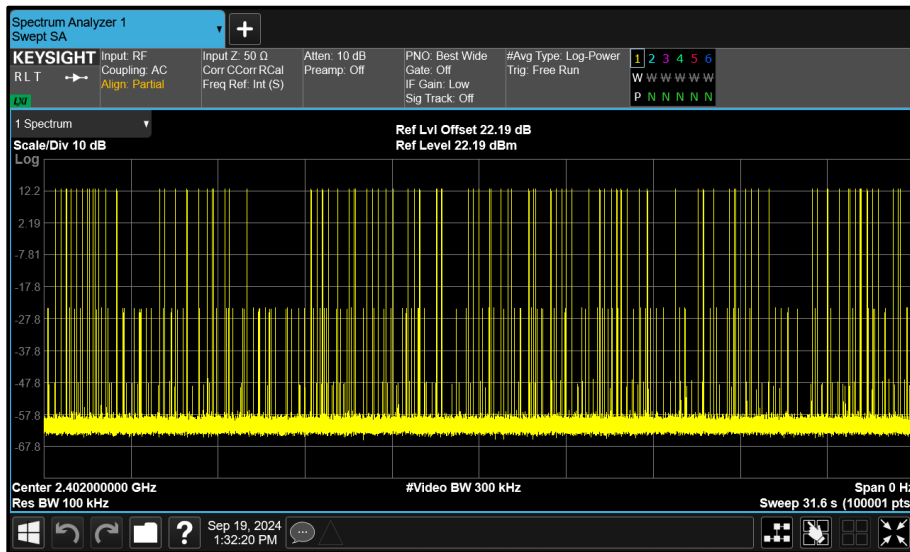 Spectrum Analyzer 1
Swept SA
KEYSIGHT
R L T
LXI
Input: RF
Coupling: AC
Align: Partial
Input Z: 50 Ω
Corr CCorr RCal
Freq Ref: Int (S)
Atten: 10 dB
Preamp: Off
PNO: Best Wide
Gate: Off
IF Gain: Low
Sig Track: Off
#Avg Type: Log-Power
Trig: Free Run
1 2 3 4 5 6
W W W W W W
P N N N N N
1 Spectrum
Scale/Div 10 dB
Ref Lvl Offset 22.19 dB
Ref Level 22.19 dBm
Log
12.2
2.19
-7.81
-17.8
-27.8
-37.8
-47.8
-57.8
-67.8
Center 2.402000000 GHz
#Video BW 300 kHz
Span 0 Hz
Res BW 100 kHz
Sweep 31.6 s (100001 pts
?
Sep 19, 2024
1:32:20 PM